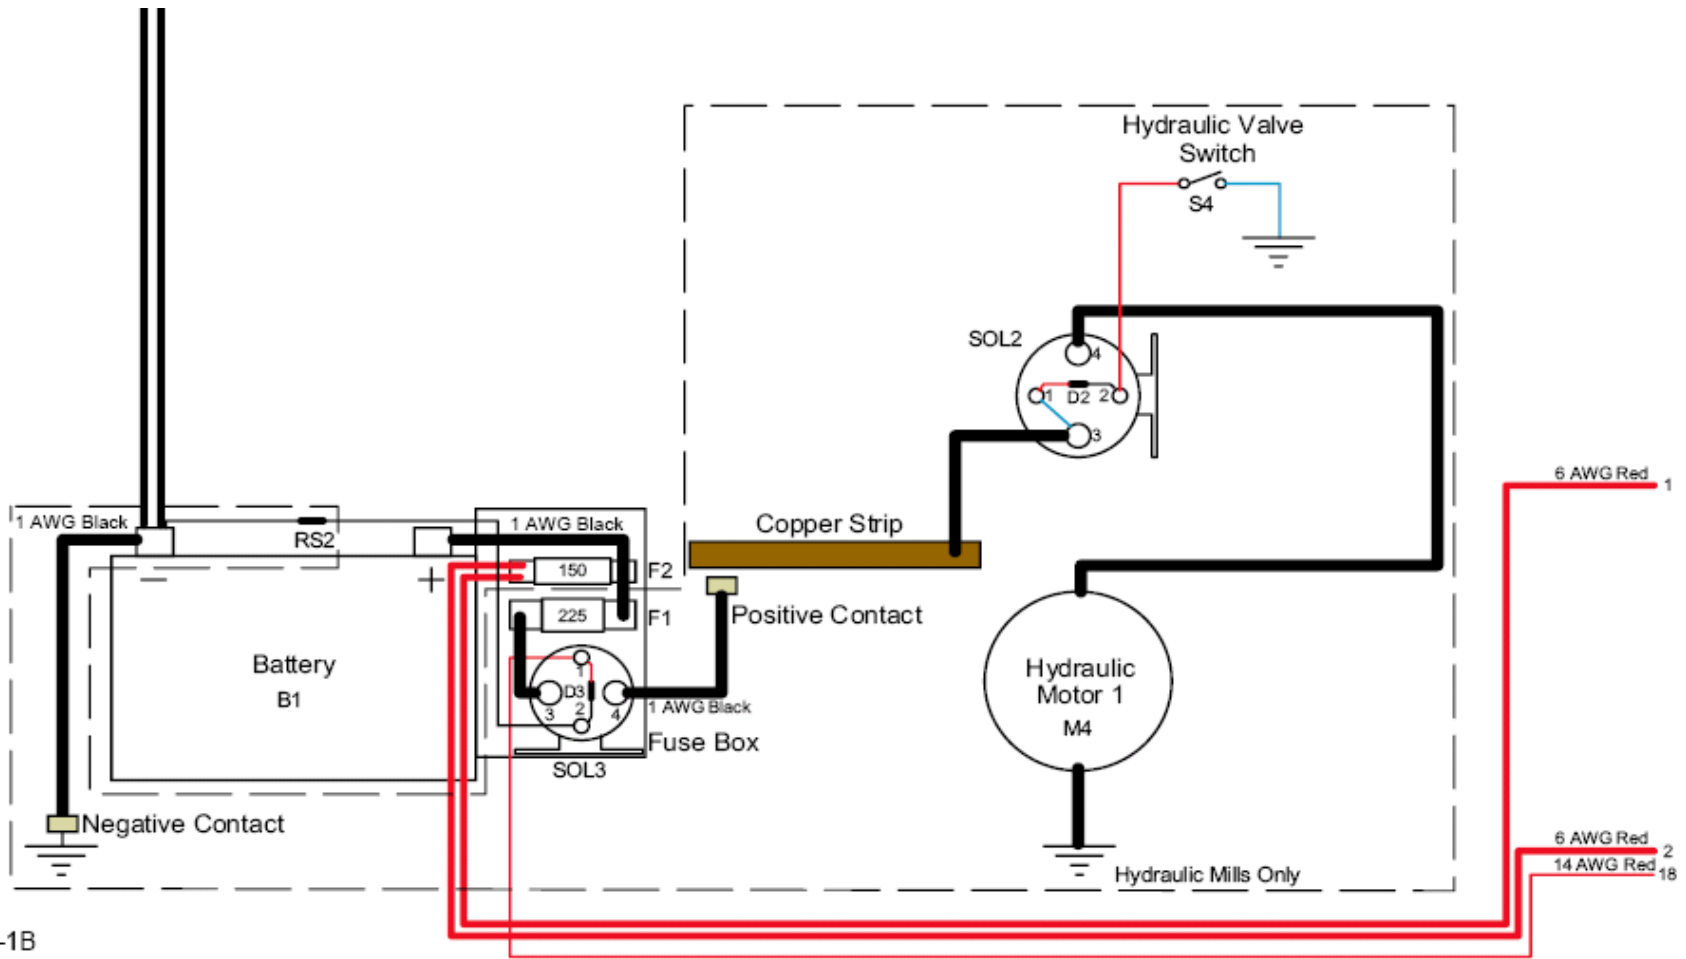 Hydraulic Valve
Switch
S4
SOL2
4
1
D2
2
3
6 AWG Red
1
1 AWG Black
RS2
1 AWG Black
Copper Strip
150
F2
225
F1
Positive Contact
Battery
B1
1
D3
2
3
4
1 AWG Black
Fuse Box
SOL3
Hydraulic
Motor 1
M4
Negative Contact
6 AWG Red
2
14 AWG Red
18
Hydraulic Mills Only
-1B